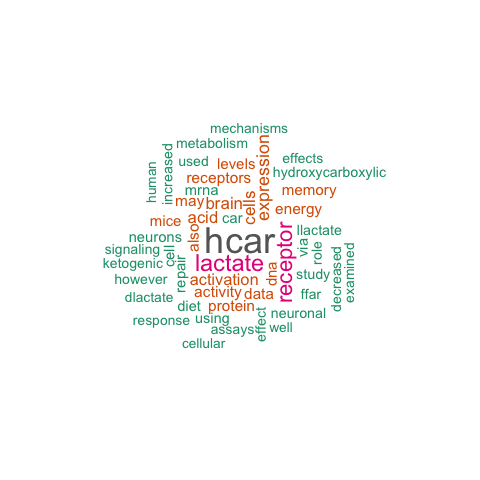 mechanisms
metabolism
increased
human
used
levels
expression
effects
hydroxycarboxylic
receptors
mrna
may
brain
cells
memory
energy
mice
acid
car
also
hcar
receptor
llactate
via
role
neurons
signaling
cell
ketogenic
lactate
however
repair
activation
dna
study
decreased
examined
dlactate
activity
data
ffar
diet
protein
neuronal
response
using
assays
effect
well
cellular